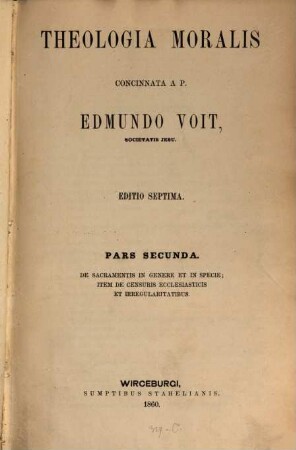 THEOLOGIA MORALIS
CONCINNATA A P.
EDMUNDO VOIT,
SOCIETATIS JESU.
EDITIO SEPTIMA.
PARS SECUNDA.
DE SACRAMENTIS IN GENERE ET IN SPECIE;
ITEM DE CENSURIS ECCLESIASTICIS
ET IRREGULARITATIBUS
WIRCEBURGI,
SUMPTIBUS STAHELIANIS.
1860.